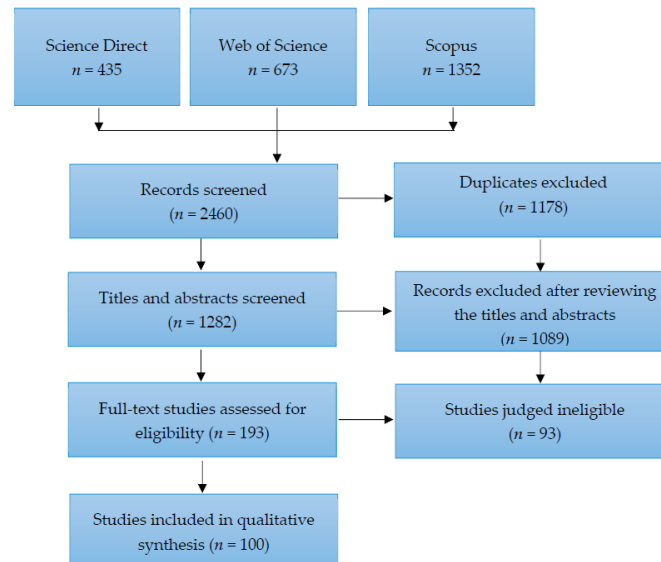 Science Direct
n = 435
Web of Science
n = 673
Scopus
n = 1352
Records screened
(n = 2460)
Duplicates excluded
(n = 1178)
Titles and abstracts screened
(n = 1282)
Records excluded after reviewing
the titles and abstracts
(n = 1089)
Full-text studies assessed for
eligibility (n = 193)
Studies judged ineligible
(n = 93)
Studies included in qualitative
synthesis (n = 100)